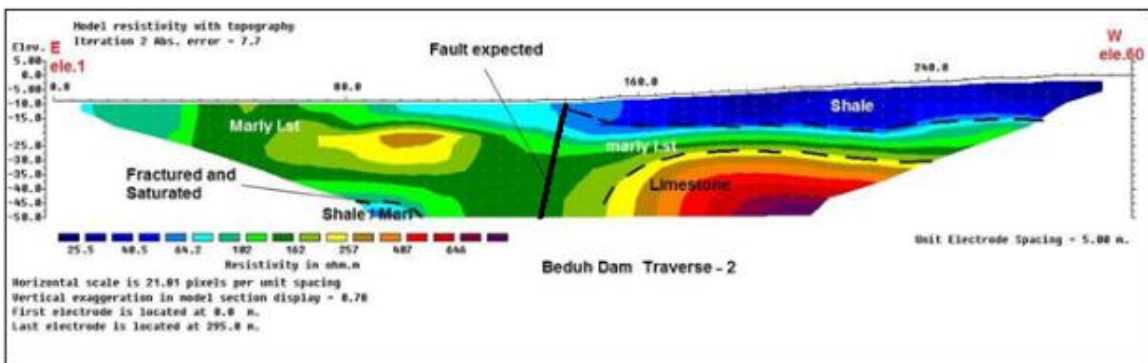 Model resistivity with topography
Iteration 2 Abs. error = 7.7
Elev. E
ele.1
W
ele.60
Fault expected
5.00
0.0
-5.00
-10.0
-15.0
-20.0
-25.0
-30.0
-35.0
-40.0
-45.0
-50.0
0.0 80.0 160.0 240.0
Shale
Marly Lst
marly Lst
Fractured and
Saturated
Limestone
Shale / Marl
25.5 40.5 64.2 102 162 257 407 646
Resistivity in ohm.m
Unit Electrode Spacing = 5.00 m.
Beduh Dam Traverse - 2
Horizontal scale is 21.81 pixels per unit spacing
Vertical exaggeration in model section display = 0.70
First electrode is located at 0.0 m.
Last electrode is located at 295.0 m.